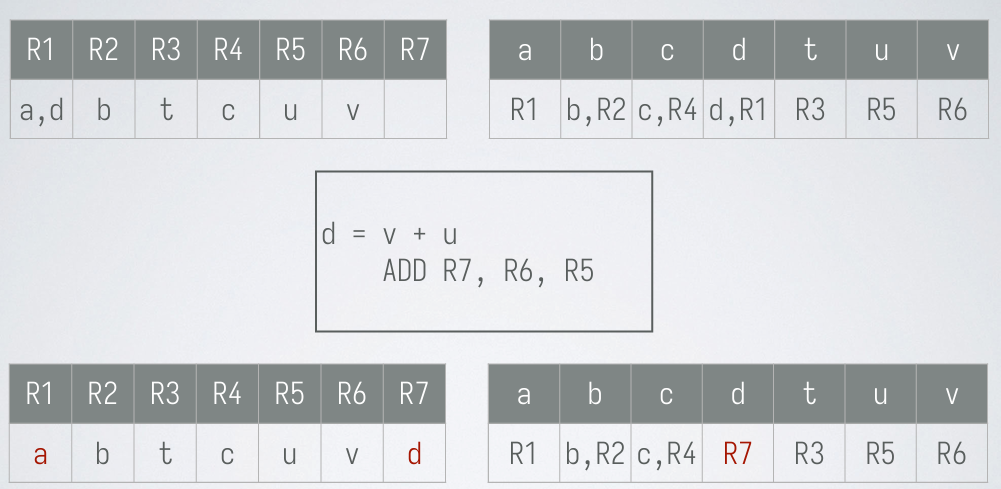 R1 R2 R3 R4 R5 R6 R7
a,d b t c u v
a b c d t u v
R1 b,R2 c,R4 d,R1 R3 R5 R6
d = v + u
ADD R7, R6, R5
R1 R2 R3 R4 R5 R6 R7
a b t c u v d
a b c d t u v
R1 b,R2 c,R4 R7 R3 R5 R6